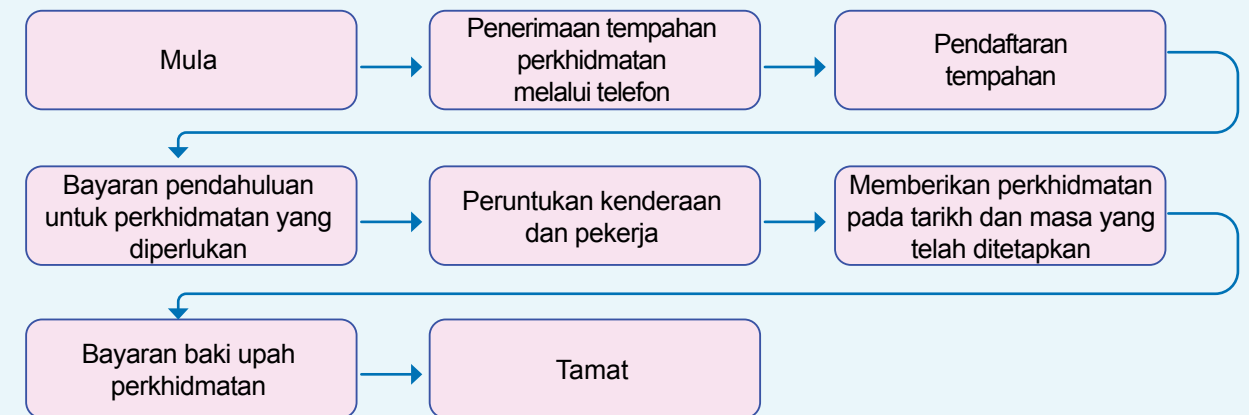 Mula
Penerimaan tempahan
perkhidmatan
melalui telefon
Pendaftaran
tempahan
Bayaran pendahuluan
untuk perkhidmatan yang
diperlukan
Peruntukan kenderaan
dan pekerja
Memberikan perkhidmatan
pada tarikh dan masa yang
telah ditetapkan
Bayaran baki upah
perkhidmatan
Tamat